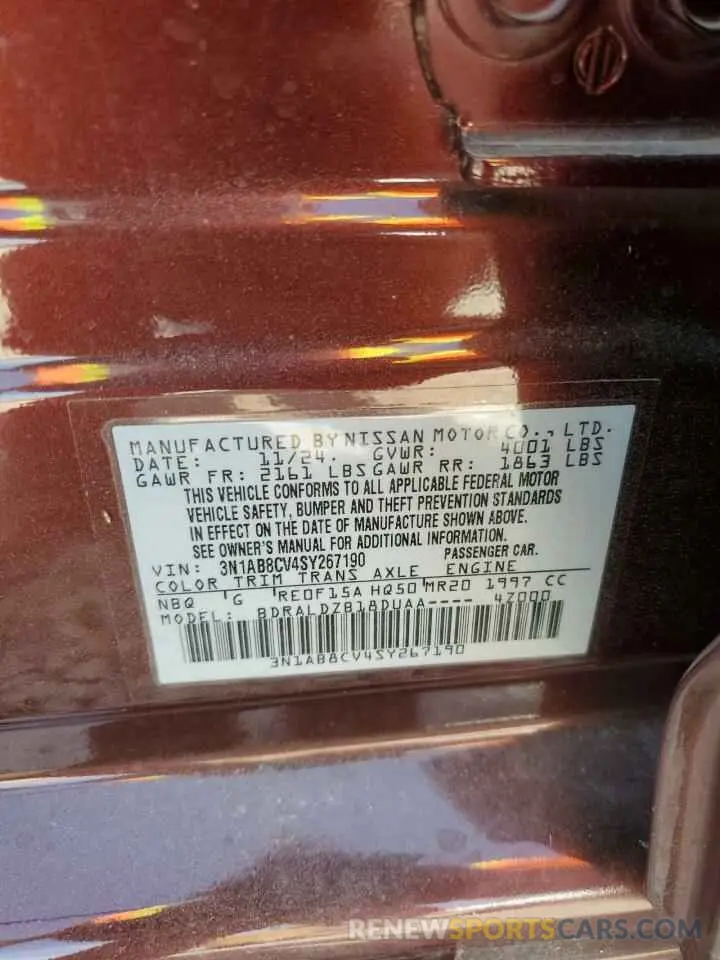 MANUFACTURED BY NISSAN MOTOR CO., LTD.
DATE: 11/24. GVWR: 4001 LBS
GAWR FR: 2161 LBS GAWR RR: 1863 LBS
THIS VEHICLE CONFORMS TO ALL APPLICABLE FEDERAL MOTOR
VEHICLE SAFETY, BUMPER AND THEFT PREVENTION STANDARDS
IN EFFECT ON THE DATE OF MANUFACTURE SHOWN ABOVE.
SEE OWNER'S MANUAL FOR ADDITIONAL INFORMATION.
VIN: 3N1AB8CV4SY267190 PASSENGER CAR.
COLOR TRIM TRANS AXLE ENGINE
NBQ 'G 'RE0F15A HQ50'MR20 1997 CC
MODEL: BDRALDZB18DUAA---- 4Z000
3N1AB8CV4SY267190
RENEWSPORTSCARS.COM